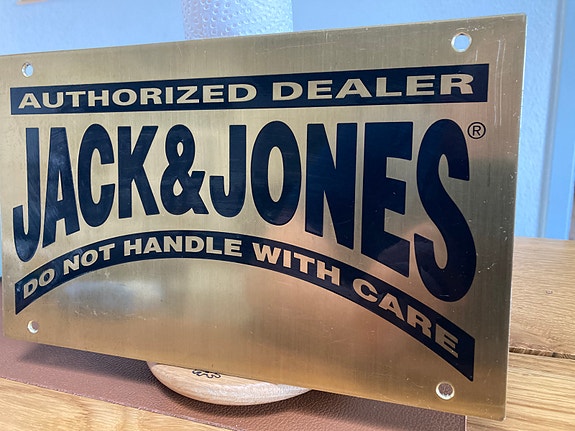 AUTHORIZED DEALER
JACK&JONES®
DO NOT HANDLE WITH CARE